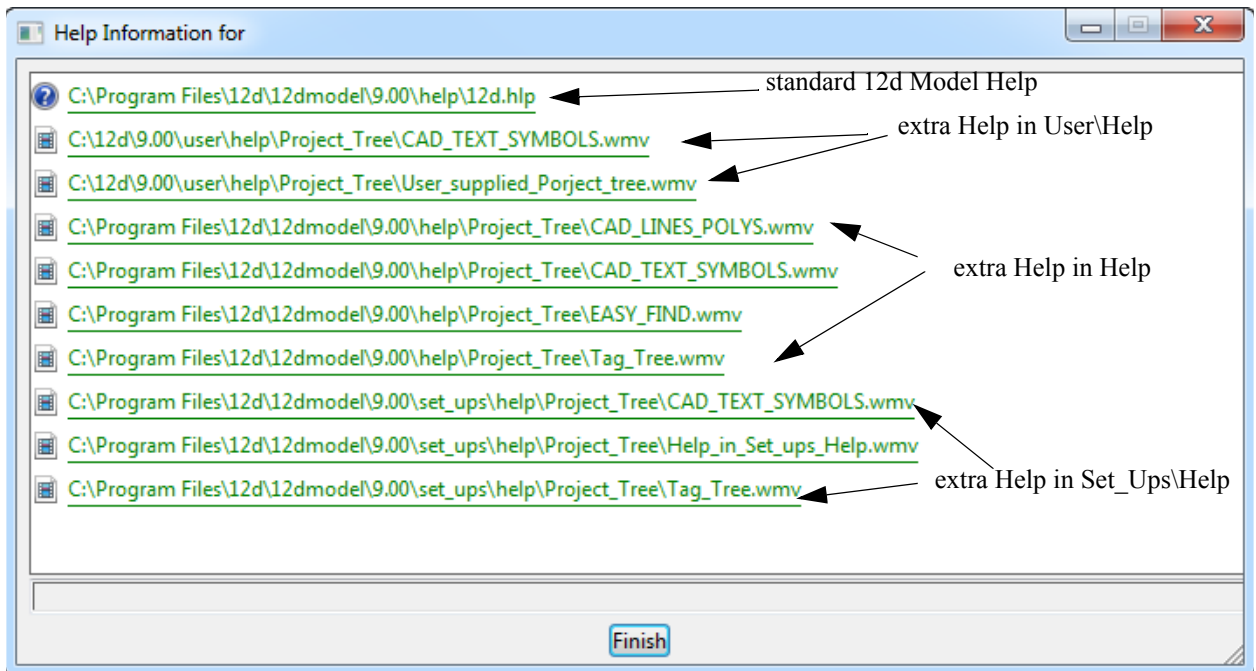 Help Information for
C:\Program Files\12d\12dmodel\9.00\help\12d.hlp
standard 12d Model Help
C:\12d\9.00\user\help\Project_Tree\CAD_TEXT_SYMBOLS.wmv
extra Help in User\Help
C:\12d\9.00\user\help\Project_Tree\User_supplied_Porject_tree.wmv
C:\Program Files\12d\12dmodel\9.00\help\Project_Tree\CAD_LINES_POLYS.wmv
C:\Program Files\12d\12dmodel\9.00\help\Project_Tree\CAD_TEXT_SYMBOLS.wmv
extra Help in Help
C:\Program Files\12d\12dmodel\9.00\help\Project_Tree\EASY_FIND.wmv
C:\Program Files\12d\12dmodel\9.00\help\Project_Tree\Tag_Tree.wmv
C:\Program Files\12d\12dmodel\9.00\set_ups\help\Project_Tree\CAD_TEXT_SYMBOLS.wmv
C:\Program Files\12d\12dmodel\9.00\set_ups\help\Project_Tree\Help_in_Set_ups_Help.wmv
C:\Program Files\12d\12dmodel\9.00\set_ups\help\Project_Tree\Tag_Tree.wmv
extra Help in Set_Ups\Help
Finish